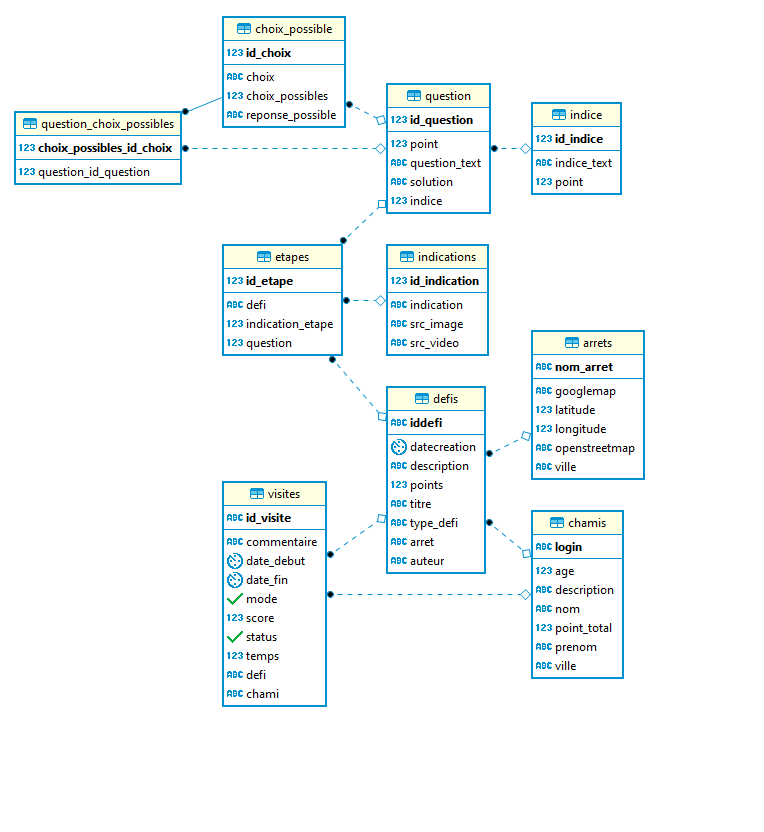 choix_possible
123 id_choix
ABC choix
123 choix_possibles
ABC reponse_possible
question_choix_possibles
123 choix_possibles_id_choix
123 question_id_question
question
123 id_question
123 point
ABC question_text
ABC solution
123 indice
indice
123 id_indice
ABC indice_text
123 point
etapes
123 id_etape
ABC defi
123 indication_etape
123 question
indications
123 id_indication
ABC indication
ABC src_image
ABC src_video
arrets
ABC nom_arret
ABC googlemap
123 latitude
123 longitude
ABC openstreetmap
ABC ville
defis
ABC iddefi
datecreation
ABC description
123 points
ABC titre
ABC type_defi
ABC arret
ABC auteur
visites
ABC id_visite
ABC commentaire
date_debut
date_fin
mode
123 score
status
123 temps
ABC defi
ABC chami
chamis
ABC login
123 age
ABC description
ABC nom
123 point_total
ABC prenom
ABC ville